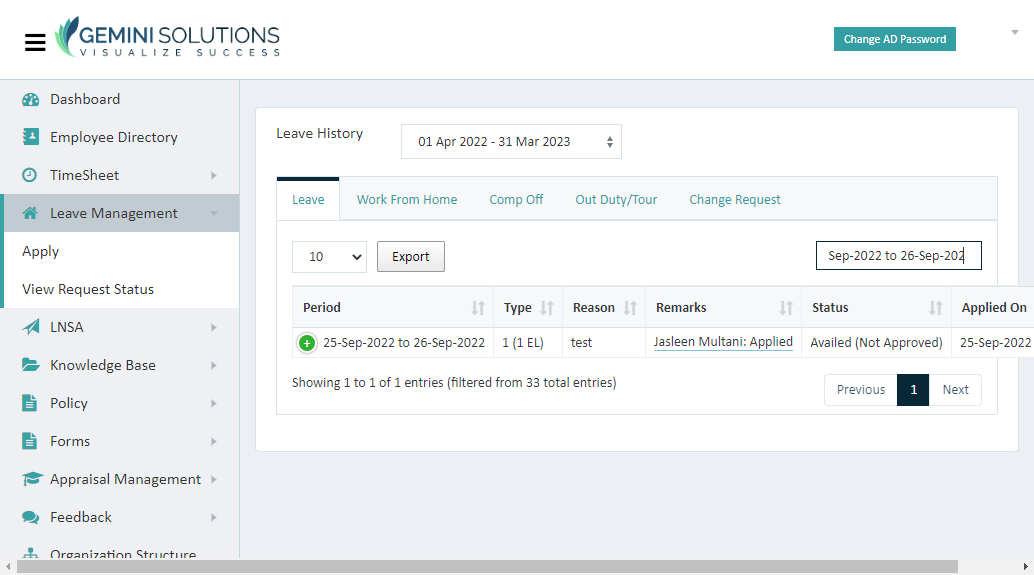 GEMINI SOLUTIONS
VISUALIZE SUCCESS
Change AD Password
Dashboard
Employee Directory
TimeSheet
Leave Management
Apply
View Request Status
LNSA
Knowledge Base
Policy
Forms
Appraisal Management
Feedback
Organization Structure
Leave History
01 Apr 2022 - 31 Mar 2023
Leave Work From Home Comp Off Out Duty/Tour Change Request
10 Export Sep-2022 to 26-Sep-202
Period Type Reason Remarks Status Applied On
25-Sep-2022 to 26-Sep-2022 1 (1 EL) test Jasleen Multani: Applied Availed (Not Approved) 25-Sep-2022
Showing 1 to 1 of 1 entries (filtered from 33 total entries)
Previous 1 Next